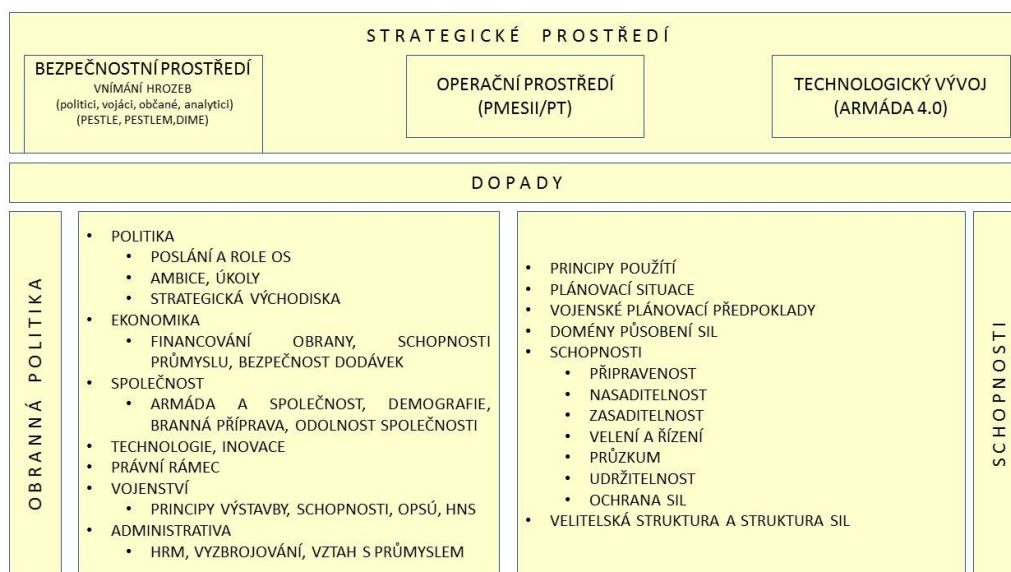 STRATEGICKÉ PROSTŘEDÍ
BEZPEČNOSTNÍ PROSTŘEDÍ
VNÍMÁNÍ HROZEB
(politici, vojáci, občané, analytici)
(PESTLE, PESTLEM,DIME)
OPERAČNÍ PROSTŘEDÍ
(PMESII/PT)
TECHNOLOGICKÝ VÝVOJ
(ARMÁDA 4.0)
DOPADY
OBRANNÁ POLITIKA
• POLITIKA
• POSLÁNÍ A ROLE OS
• AMBICE, ÚKOLY
• STRATEGICKÁ VÝCHODISKA
• EKONOMIKA
• FINANCOVÁNÍ OBRANY, SCHOPNOSTI
PRŮMYSLU, BEZPEČNOST DODÁVEK
• SPOLEČNOST
• ARMÁDA A SPOLEČNOST, DEMOGRAFIE,
BRANNÁ PŘÍPRAVA, ODOLNOST SPOLEČNOSTI
• TECHNOLOGIE, INOVACE
• PRÁVNÍ RÁMEC
• VOJENSTVÍ
• PRINCIPY VÝSTAVBY, SCHOPNOSTI, OPSÚ, HNS
• ADMINISTRATIVA
• HRM, VYZBROJOVÁNÍ, VZTAH S PRŮMYSLEM
• PRINCIPY POUŽÍTÍ
• PLÁNOVACÍ SITUACE
• VOJENSKÉ PLÁNOVACÍ PŘEDPOKLADY
• DOMÉNY PŮSOBENÍ SIL
• SCHOPNOSTI
• PŘIPRAVENOST
• NASADITELNOST
• ZASADITELNOST
• VELENÍ A ŘÍZENÍ
• PRŮZKUM
• UDRŽITELNOST
• OCHRANA SIL
• VELITELSKÁ STRUKTURA A STRUKTURA SIL
SCHOPNOSTI